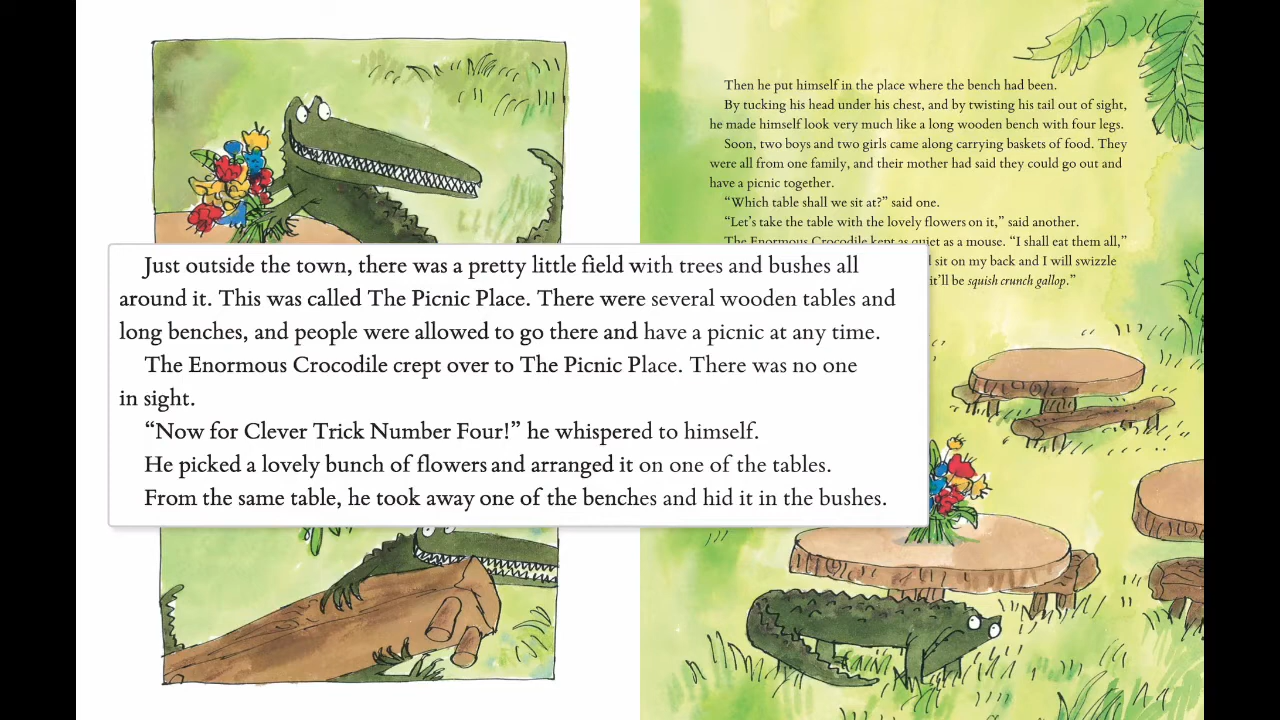 Just outside the town, there was a pretty little field with trees and bushes all
around it. This was called The Picnic Place. There were several wooden tables and
long benches, and people were allowed to go there and have a picnic at any time.
The Enormous Crocodile crept over to The Picnic Place. There was no one
in sight.
“Now for Clever Trick Number Four!” he whispered to himself.
He picked a lovely bunch of flowers and arranged it on one of the tables.
From the same table, he took away one of the benches and hid it in the bushes.
Then he put himself in the place where the bench had been.
By tucking his head under his chest, and by twisting his tail out of sight,
he made himself look very much like a long wooden bench with four legs.
Soon, two boys and two girls came along carrying baskets of food. They
were all from one family, and their mother had said they could go out and
have a picnic together.
“Which table shall we sit at?” said one.
“Let’s take the table with the lovely flowers on it,” said another.
The Enormous Crocodile kept as quiet as a mouse. “I shall eat them all,”
sit on my back and I will swizzle
it’ll be squish crunch gallop.”